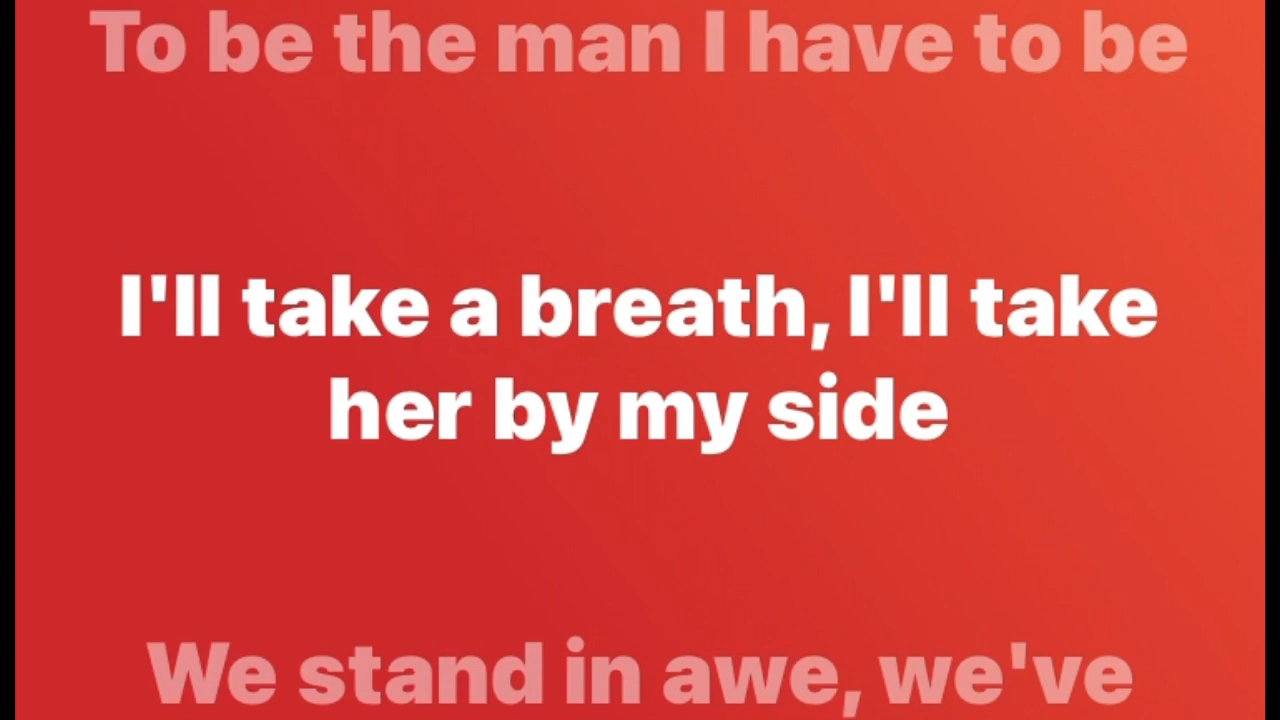 To be the man I have to be
I'll take a breath, I'll take
her by my side
We stand in awe, we've